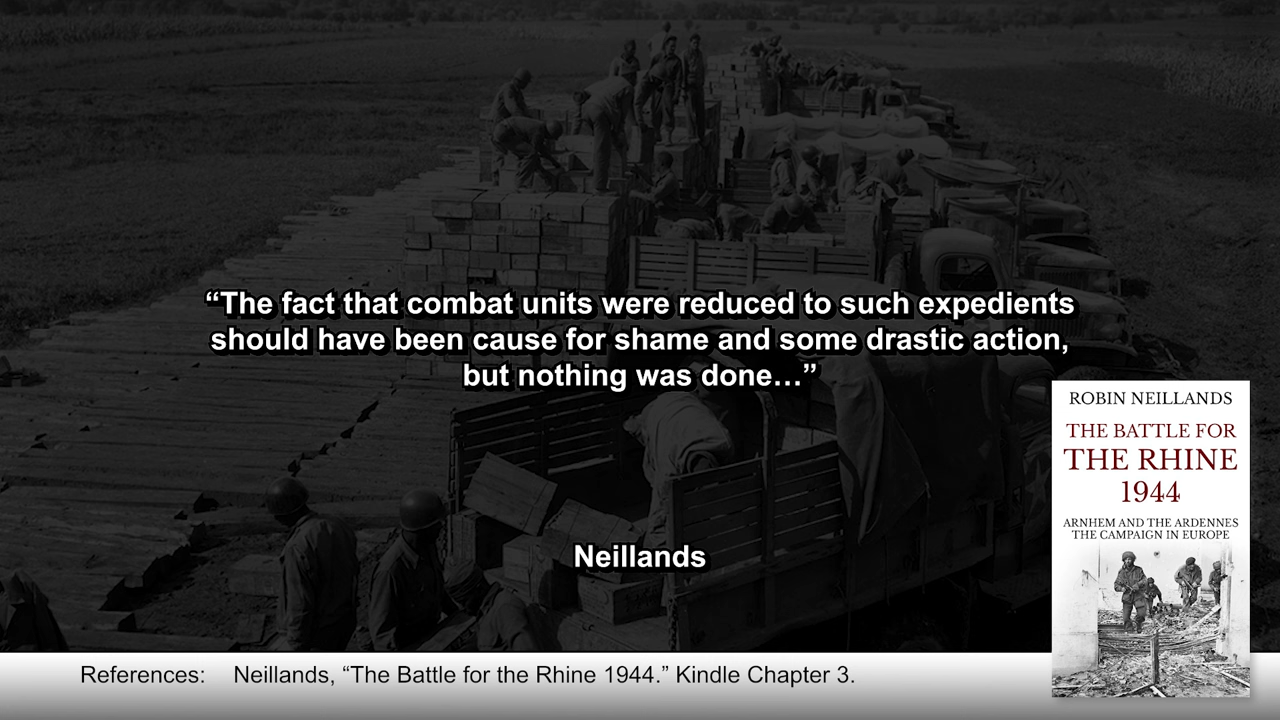 “The fact that combat units were reduced to such expedients
should have been cause for shame and some drastic action,
but nothing was done…”
Neillands
ROBIN NEILLANDS
THE BATTLE FOR
THE RHINE
1944
ARNHEM AND THE ARDENNES
THE CAMPAIGN IN EUROPE
References: Neillands, “The Battle for the Rhine 1944.” Kindle Chapter 3.